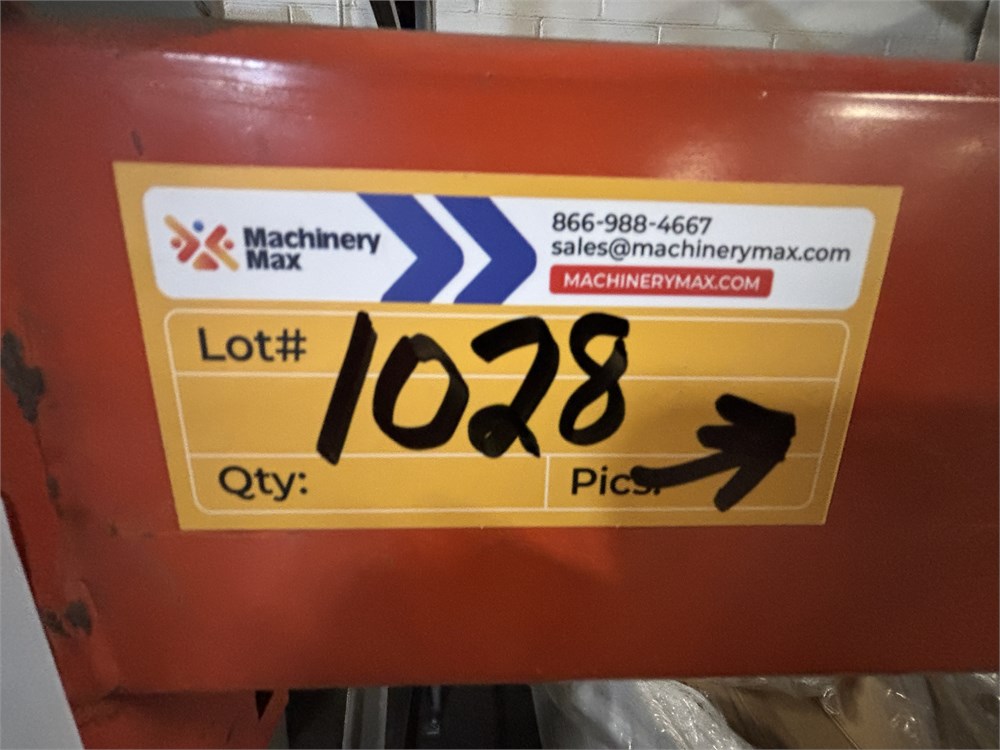 Machinery
Max
866-988-4667
sales@machinerymax.com
MACHINERYMAX.COM
Lot# 1028
Qty:
Pics: